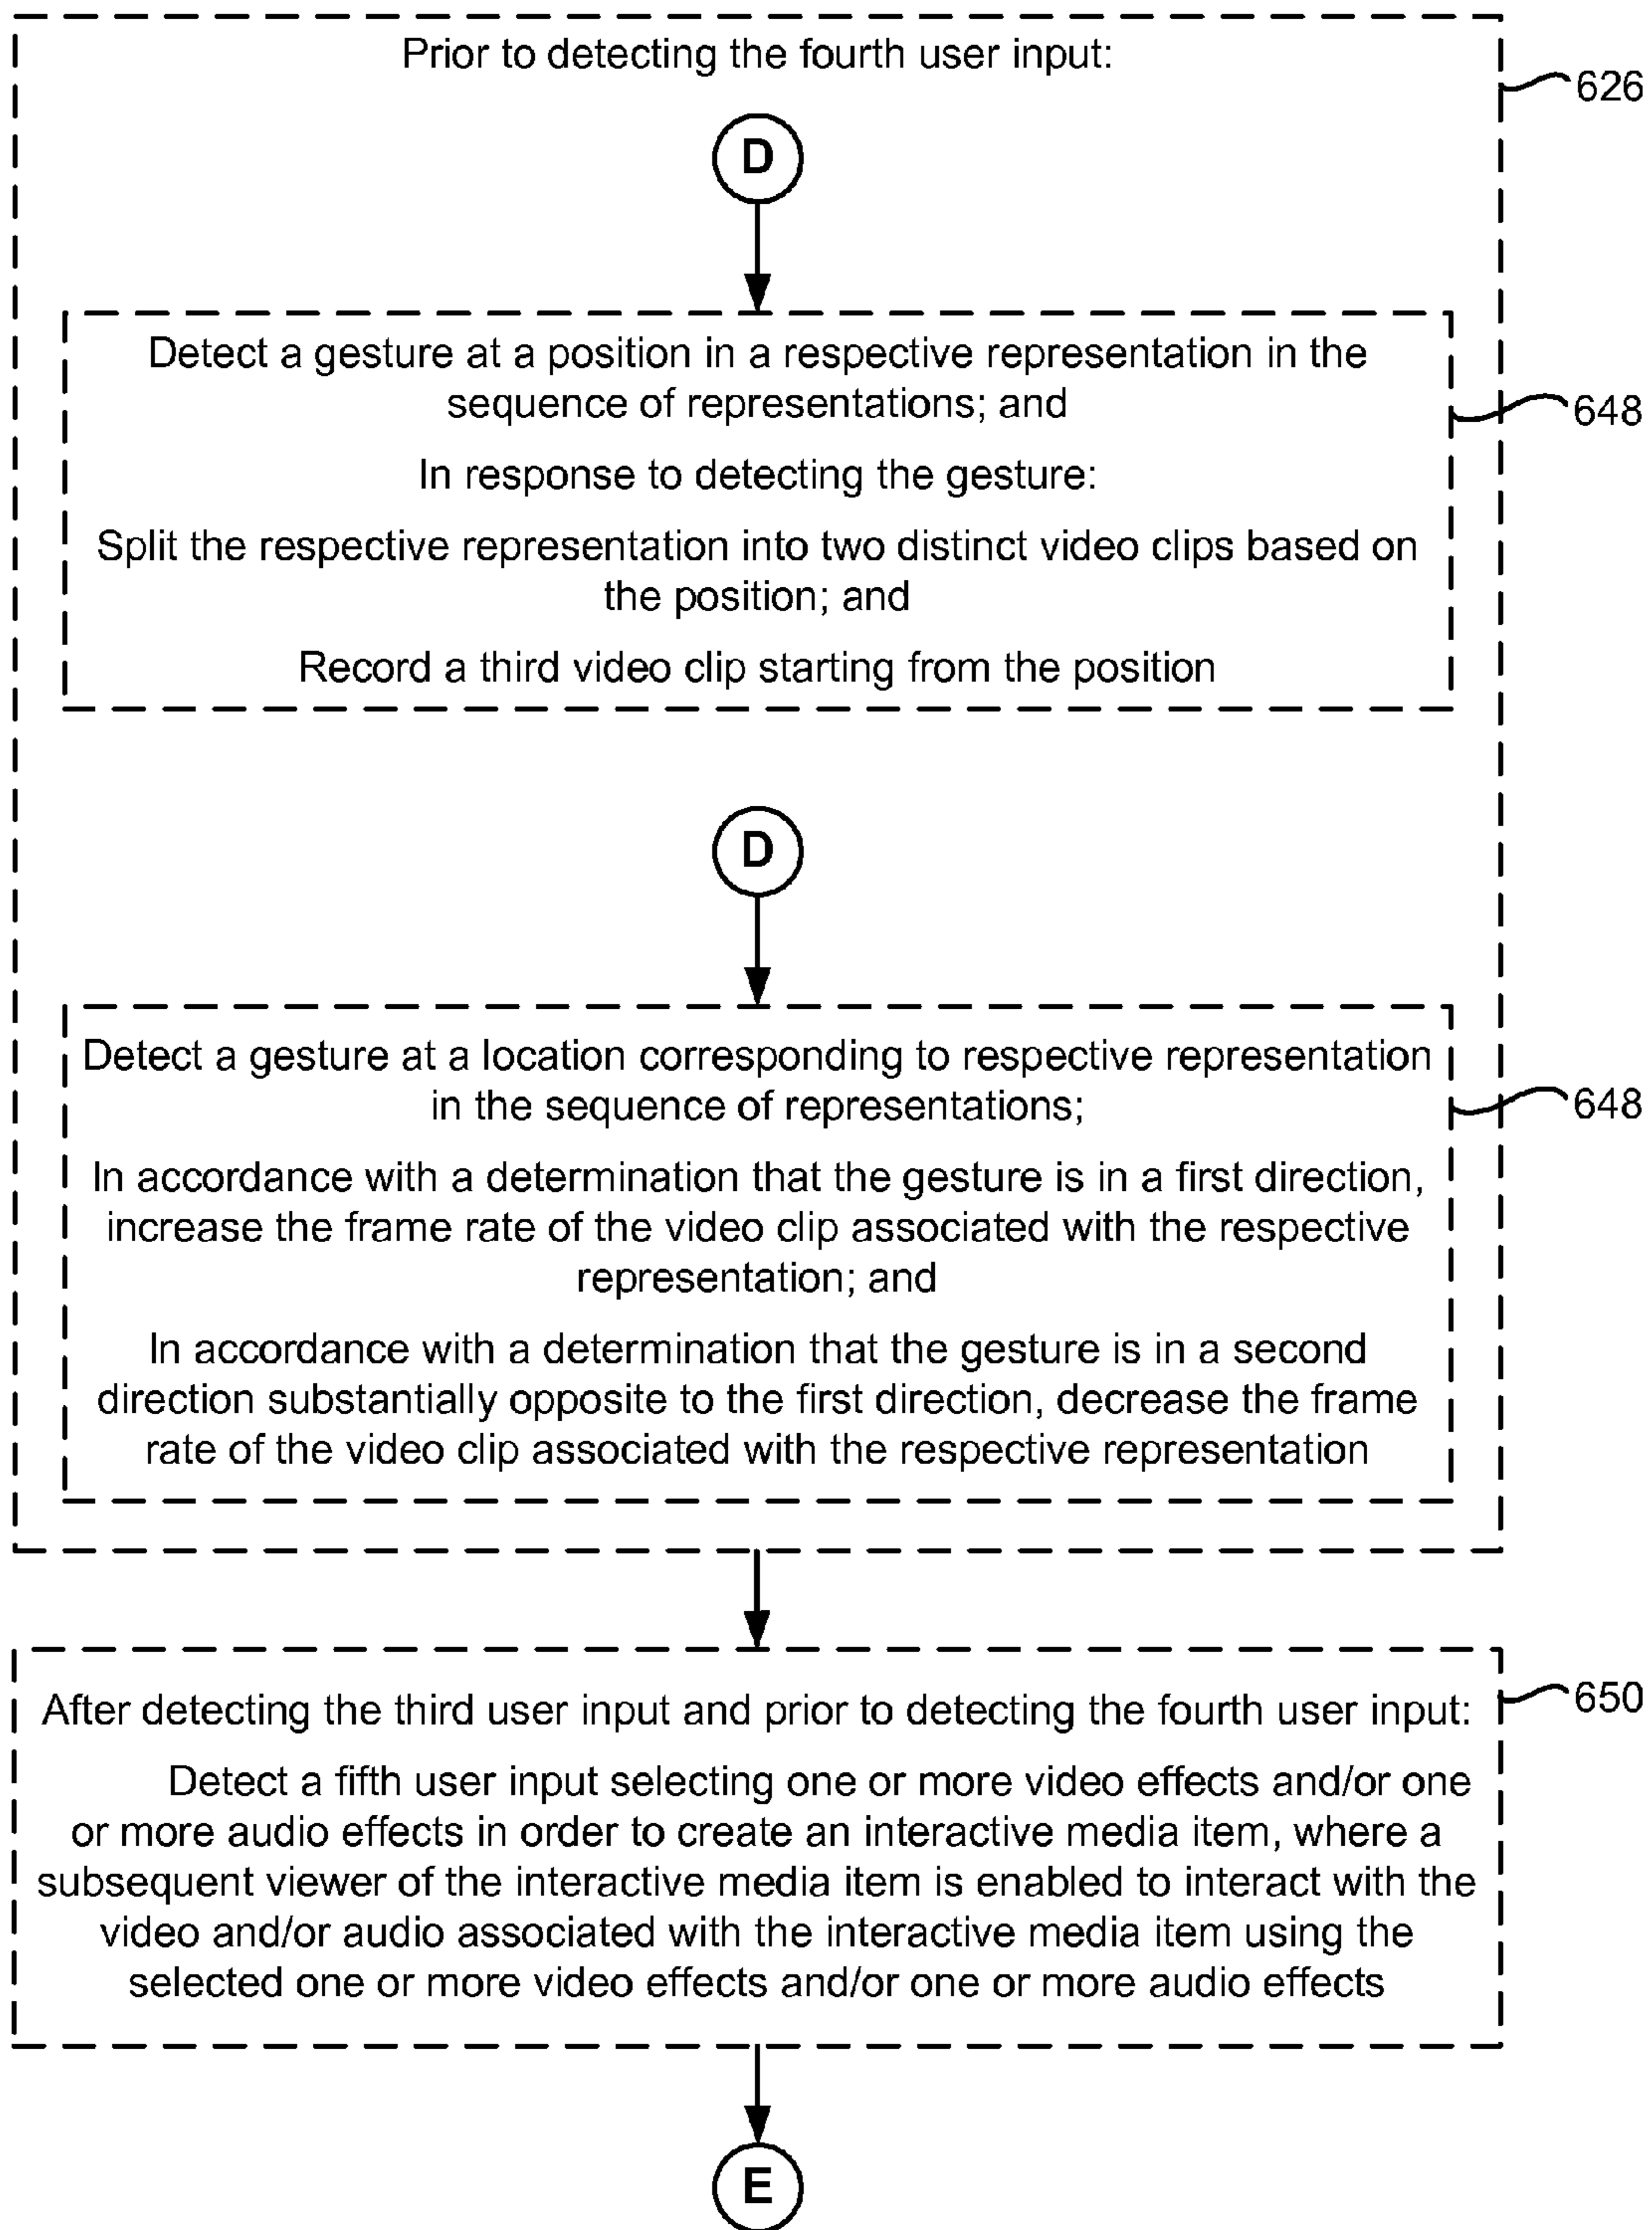 Prior to detecting the fourth user input:
626
D
Detect a gesture at a position in a respective representation in the
sequence of representations; and
648
In response to detecting the gesture:
Split the respective representation into two distinct video clips based on
the position; and
Record a third video clip starting from the position
D
Detect a gesture at a location corresponding to respective representation
in the sequence of representations;
648
In accordance with a determination that the gesture is in a first direction,
increase the frame rate of the video clip associated with the respective
representation; and
In accordance with a determination that the gesture is in a second
direction substantially opposite to the first direction, decrease the frame
rate of the video clip associated with the respective representation
650
After detecting the third user input and prior to detecting the fourth user input:
Detect a fifth user input selecting one or more video effects and/or one
or more audio effects in order to create an interactive media item, where a
subsequent viewer of the interactive media item is enabled to interact with the
video and/or audio associated with the interactive media item using the
selected one or more video effects and/or one or more audio effects
E